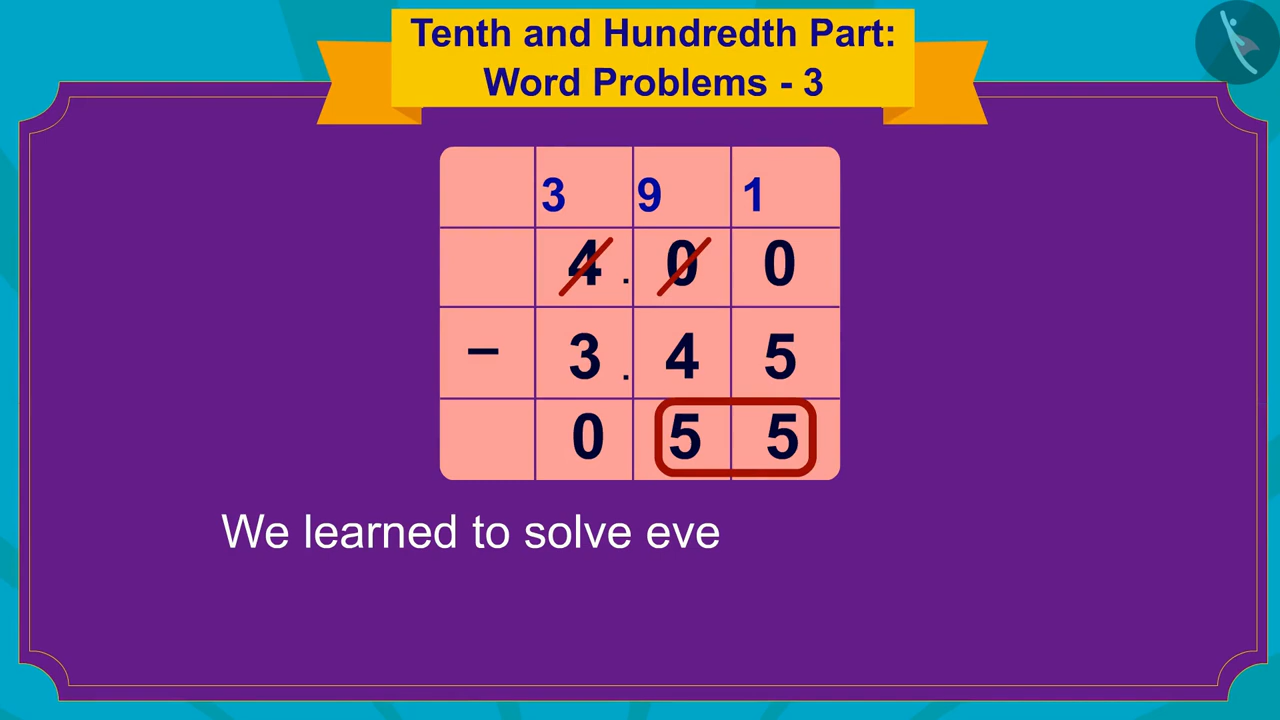 Tenth and Hundredth Part:
Word Problems - 3
3 9 1
4 . 0 0
– 3 . 4 5
0 5 5
We learned to solve eve